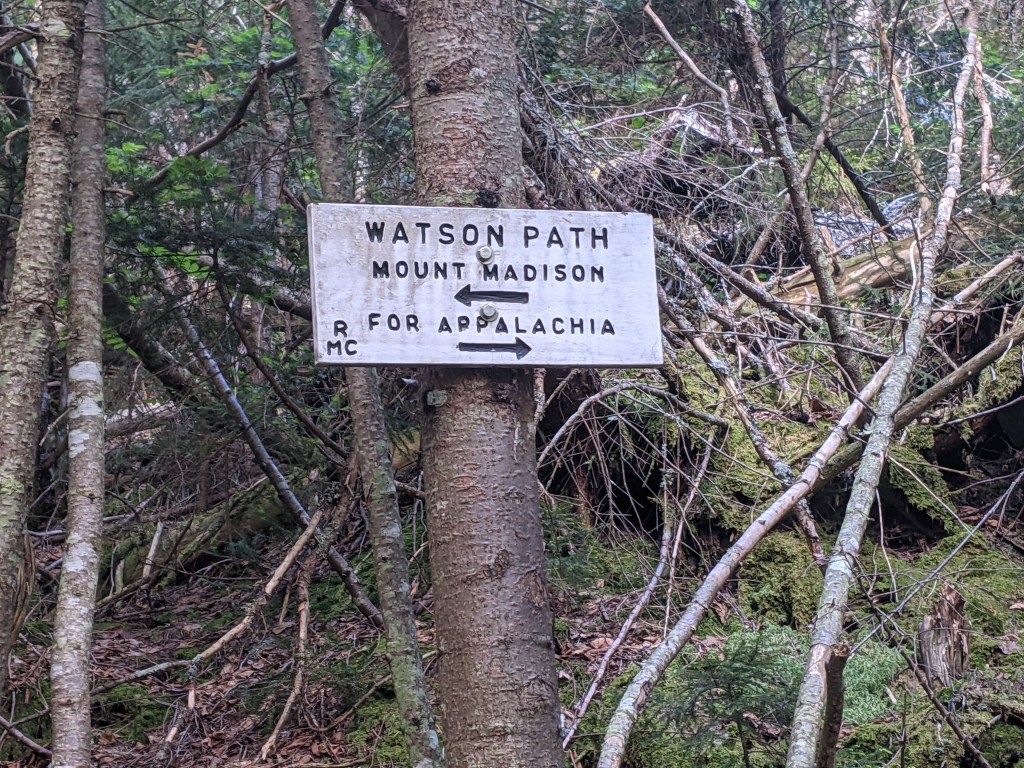 WATSON PATH
MOUNT MADISON
FOR APPALACHIA
R
MC